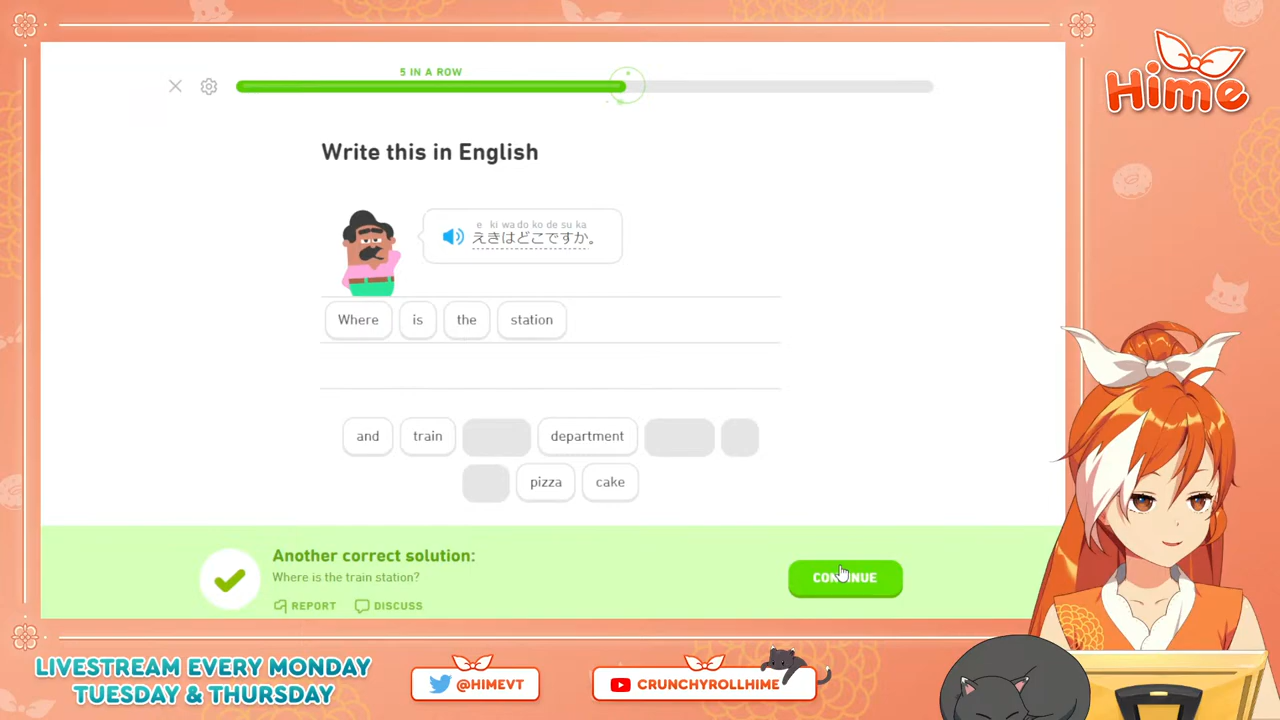 5 IN A ROW
Hime
Write this in English
e ki wa do ko de su ka
えきはどこですか。
Where is the station
and train department
pizza cake
Another correct solution:
Where is the train station?
REPORT DISCUSS
CONTINUE
LIVESTREAM EVERY MONDAY
TUESDAY & THURSDAY
@HIMEVT
CRUNCHYROLLHIME